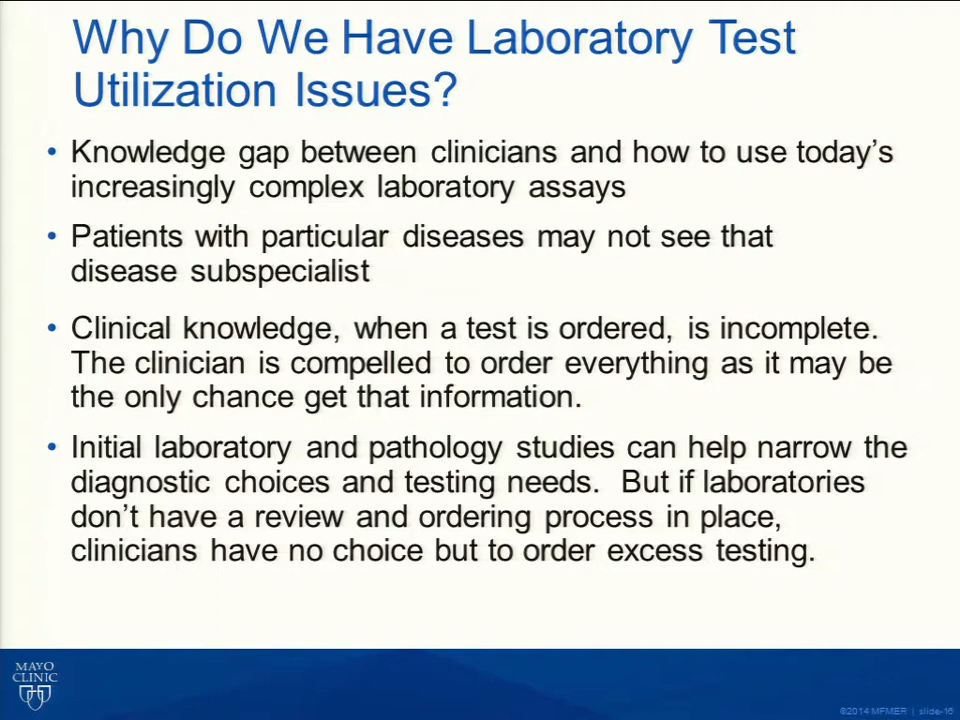 Why Do We Have Laboratory Test
Utilization Issues?
• Knowledge gap between clinicians and how to use today's
increasingly complex laboratory assays
• Patients with particular diseases may not see that
disease subspecialist
• Clinical knowledge, when a test is ordered, is incomplete.
The clinician is compelled to order everything as it may be
the only chance get that information.
• Initial laboratory and pathology studies can help narrow the
diagnostic choices and testing needs.  But if laboratories
don't have a review and ordering process in place,
clinicians have no choice but to order excess testing.
MAYO
CLINIC
©2014 MFMER | slide-16